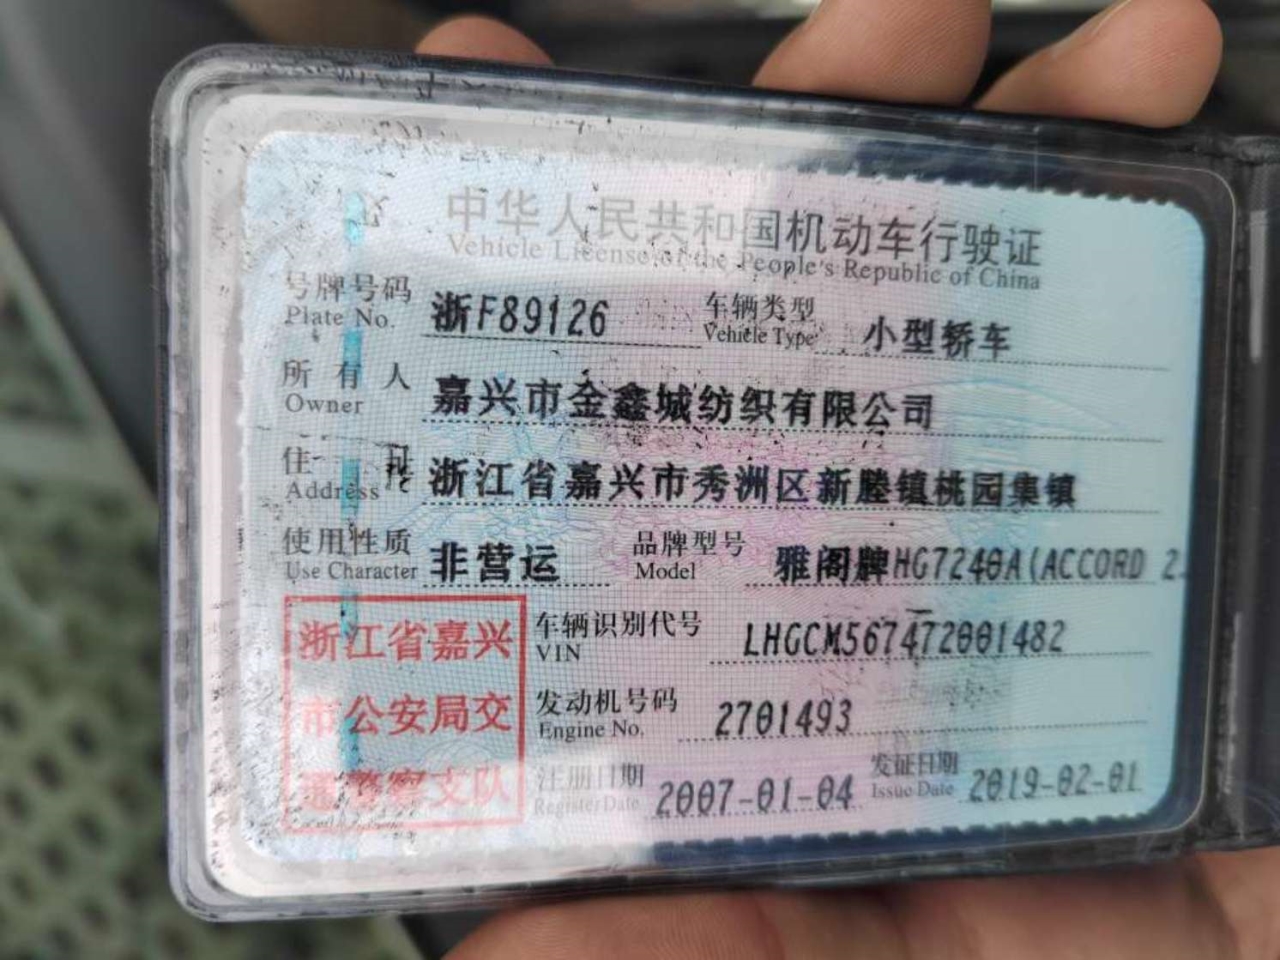 中华人民共和国机动车行驶证
Vehicle License of the People's Republic of China
号牌号码 浙F89126 车辆类型 小型轿车
Plate No. Vehicle Type
所有人 嘉兴市金鑫城纺织有限公司
Owner
住 浙江省嘉兴市秀洲区新塍镇桃园集镇
Address
使用性质 非营运 品牌型号 雅阁牌HG7240A(ACCORD 2.
Use Character Model
浙江省嘉兴
市公安局交
通警察支队
车辆识别代号 LHGCM567472001482
VIN
发动机号码 2701493
Engine No.
注册日期 2007-01-04 发证日期 2019-02-01
Register Date Issue Date